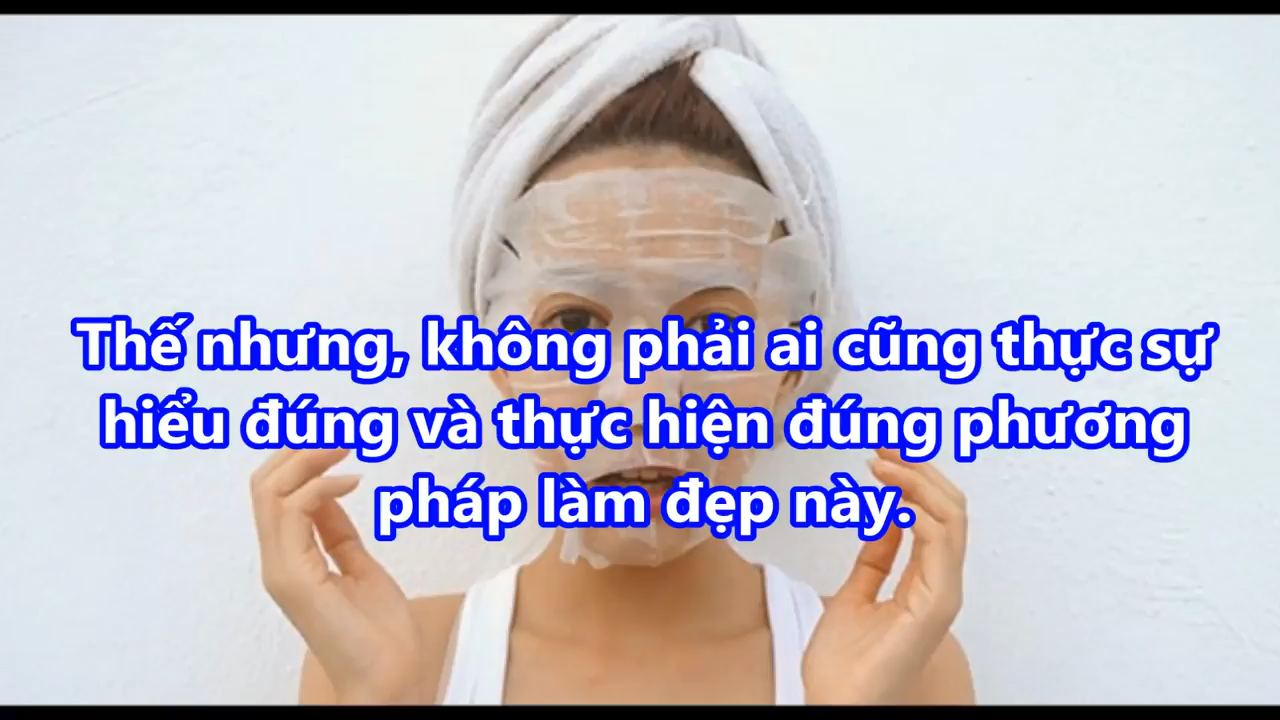 Thế nhưng, không phải ai cũng thực sự
hiểu đúng và thực hiện đúng phương
pháp làm đẹp này.